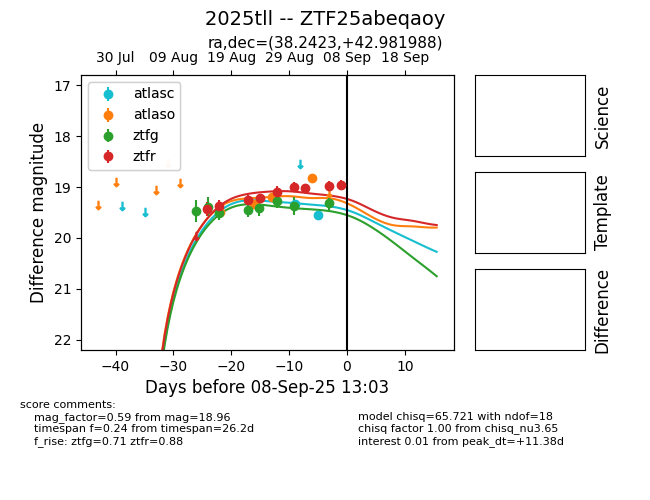 2025tll -- ZTF25abeqaoy
ra,dec=(38.2423,+42.981988)
30 Jul 09 Aug 19 Aug 29 Aug 08 Sep 18 Sep
17
18
19
20
21
22
Difference magnitude
atlasc
atlaso
ztfg
ztfr
−40 −30 −20 −10 0 10
Days before 08-Sep-25 13:03
Science
Template
Difference
score comments:
mag_factor=0.59 from mag=18.96
timespan f=0.24 from timespan=26.2d
f_rise: ztfg=0.71 ztfr=0.88
model chisq=65.721 with ndof=18
chisq factor 1.00 from chisq_nu3.65
interest 0.01 from peak_dt=+11.38d